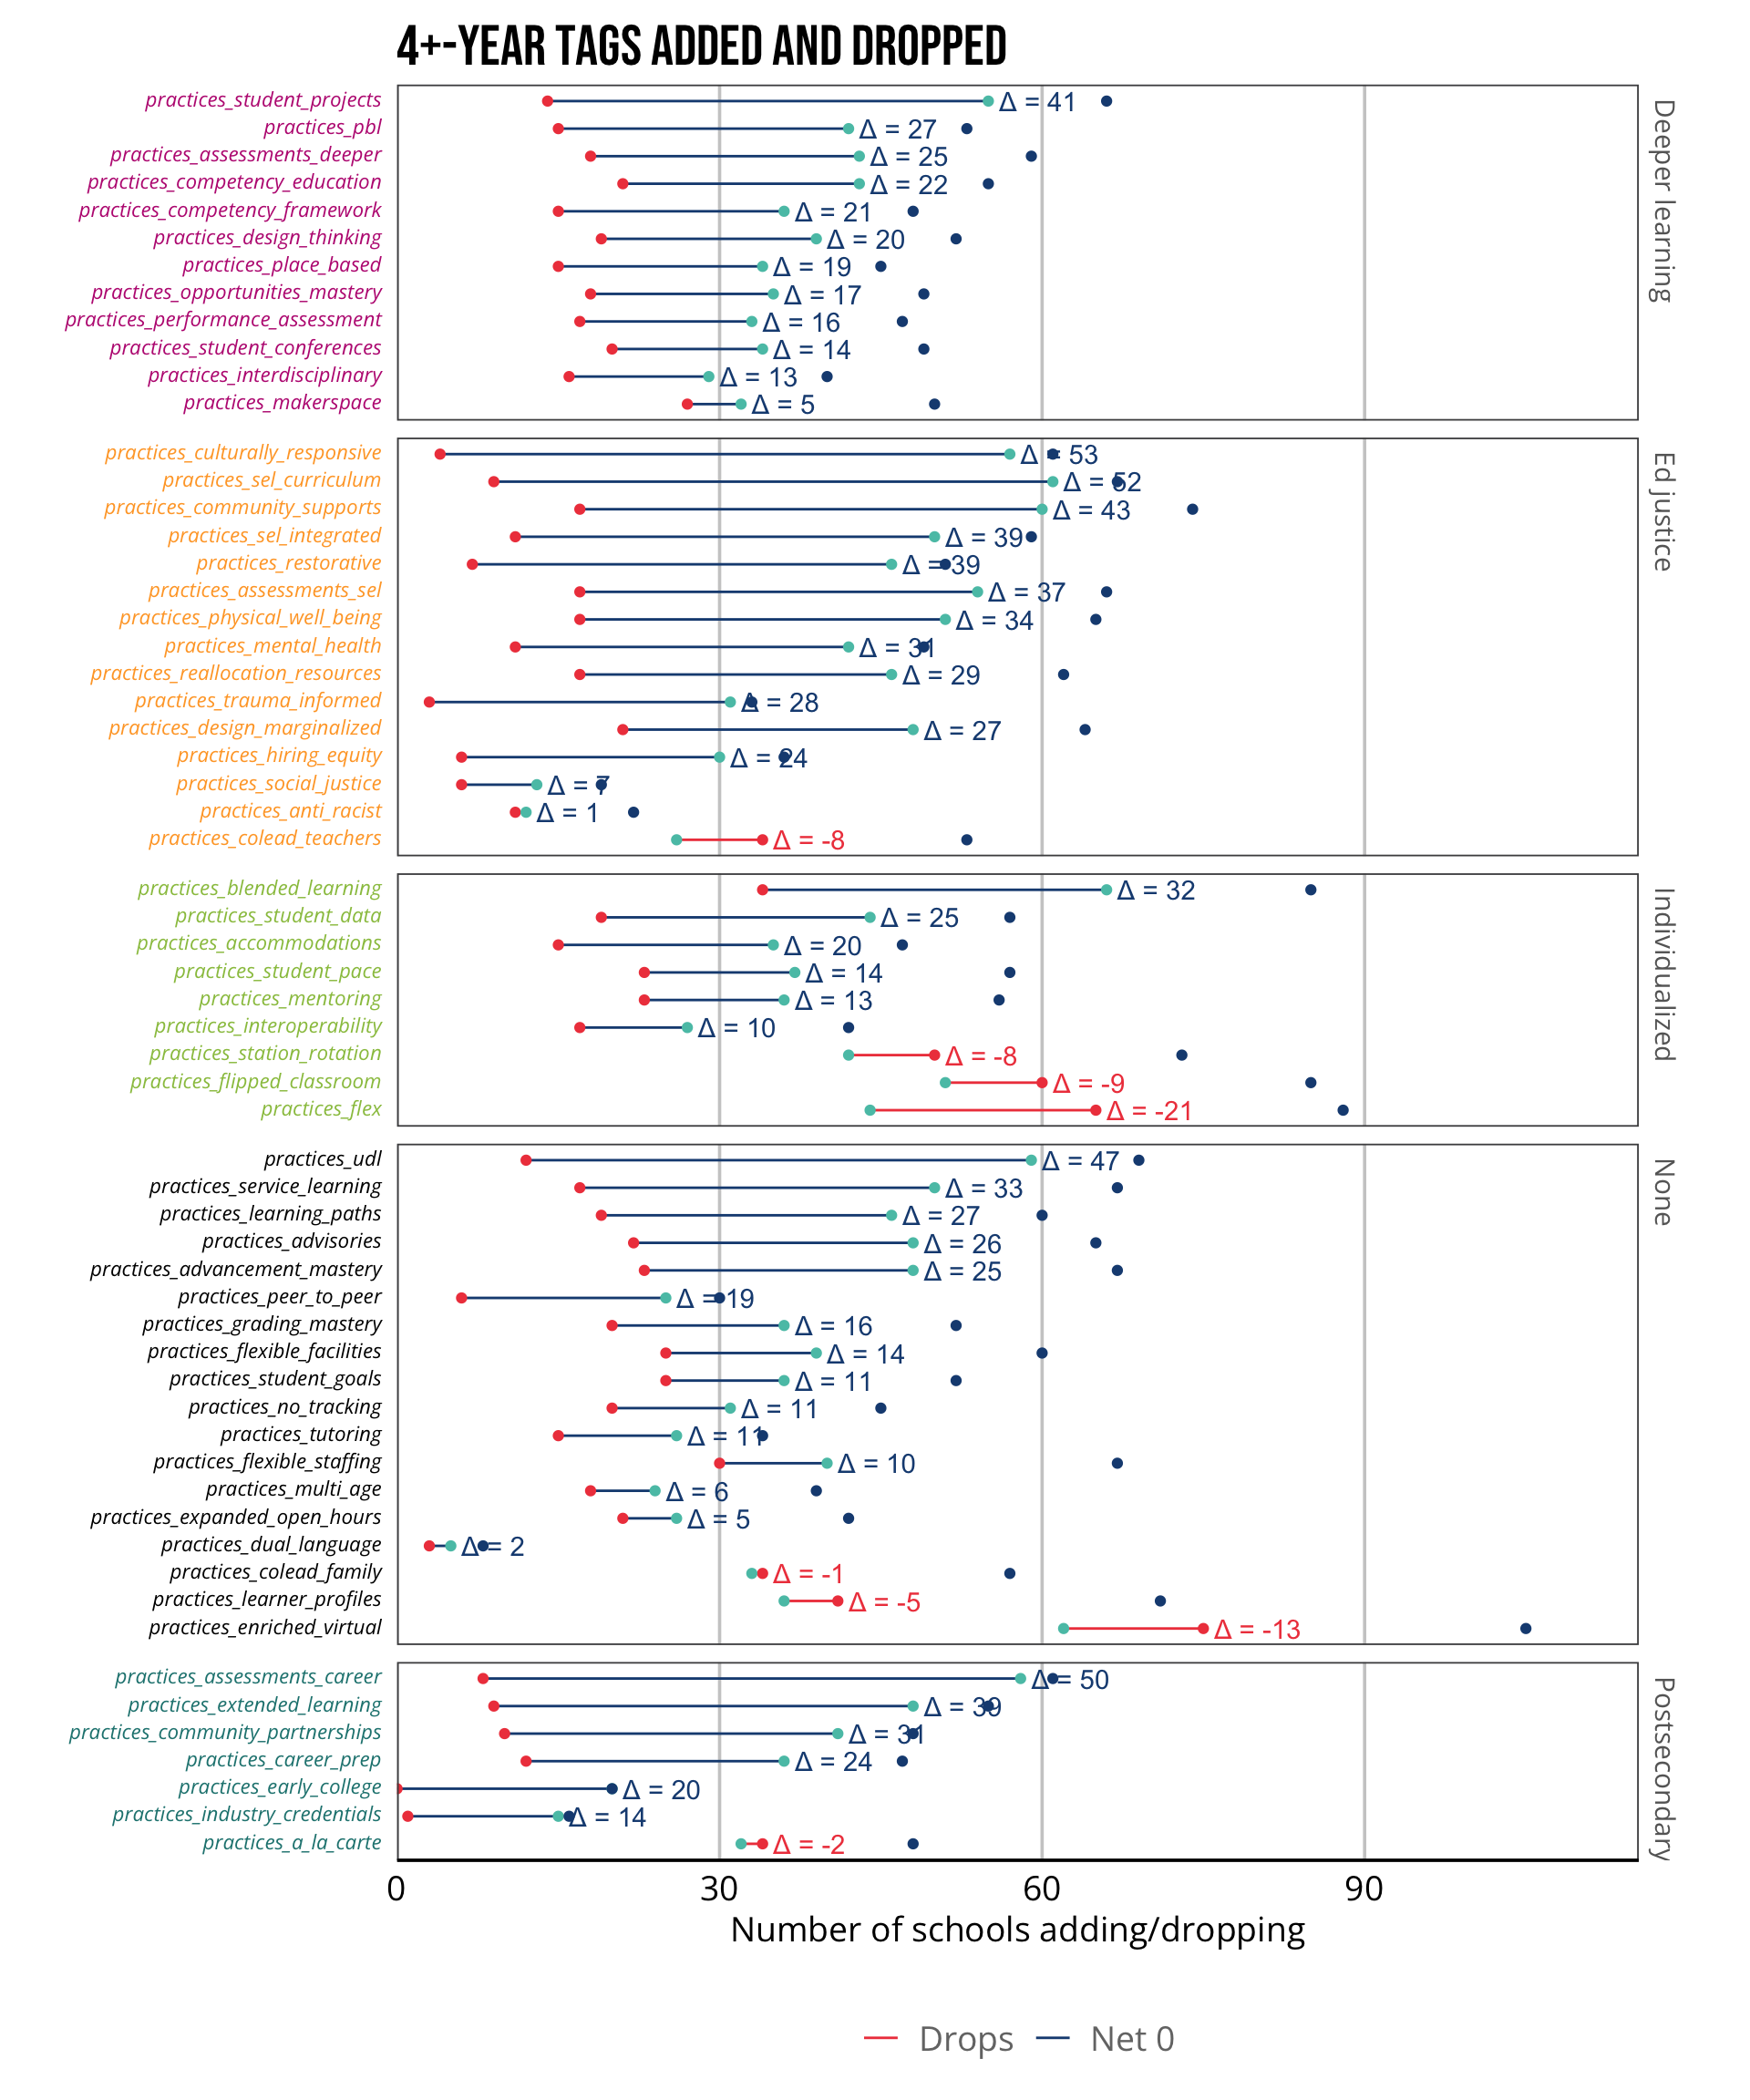 4+-YEAR TAGS ADDED AND DROPPED
Deeper learning
practices_student_projects Δ = 41
practices_pbl Δ = 27
practices_assessments_deeper Δ = 25
practices_competency_education Δ = 22
practices_competency_framework Δ = 21
practices_design_thinking Δ = 20
practices_place_based Δ = 19
practices_opportunities_mastery Δ = 17
practices_performance_assessment Δ = 16
practices_student_conferences Δ = 14
practices_interdisciplinary Δ = 13
practices_makerspace Δ = 5
Ed justice
practices_culturally_responsive Δ = 53
practices_sel_curriculum Δ = 52
practices_community_supports Δ = 43
practices_sel_integrated Δ = 39
practices_restorative Δ = 39
practices_assessments_sel Δ = 37
practices_physical_well_being Δ = 34
practices_mental_health Δ = 31
practices_reallocation_resources Δ = 29
practices_trauma_informed Δ = 28
practices_design_marginalized Δ = 27
practices_hiring_equity Δ = 24
practices_social_justice Δ = 7
practices_anti_racist Δ = 1
practices_colead_teachers Δ = -8
Individualized
practices_blended_learning Δ = 32
practices_student_data Δ = 25
practices_accommodations Δ = 20
practices_student_pace Δ = 14
practices_mentoring Δ = 13
practices_interoperability Δ = 10
practices_station_rotation Δ = -8
practices_flipped_classroom Δ = -9
practices_flex Δ = -21
None
practices_udl Δ = 47
practices_service_learning Δ = 33
practices_learning_paths Δ = 27
practices_advisories Δ = 26
practices_advancement_mastery Δ = 25
practices_peer_to_peer Δ = 19
practices_grading_mastery Δ = 16
practices_flexible_facilities Δ = 14
practices_student_goals Δ = 11
practices_no_tracking Δ = 11
practices_tutoring Δ = 11
practices_flexible_staffing Δ = 10
practices_multi_age Δ = 6
practices_expanded_open_hours Δ = 5
practices_dual_language Δ = 2
practices_colead_family Δ = -1
practices_learner_profiles Δ = -5
practices_enriched_virtual Δ = -13
Postsecondary
practices_assessments_career Δ = 50
practices_extended_learning Δ = 39
practices_community_partnerships Δ = 31
practices_career_prep Δ = 24
practices_early_college Δ = 20
practices_industry_credentials Δ = 14
practices_a_la_carte Δ = -2
0 30 60 90
Number of schools adding/dropping
Drops Net 0